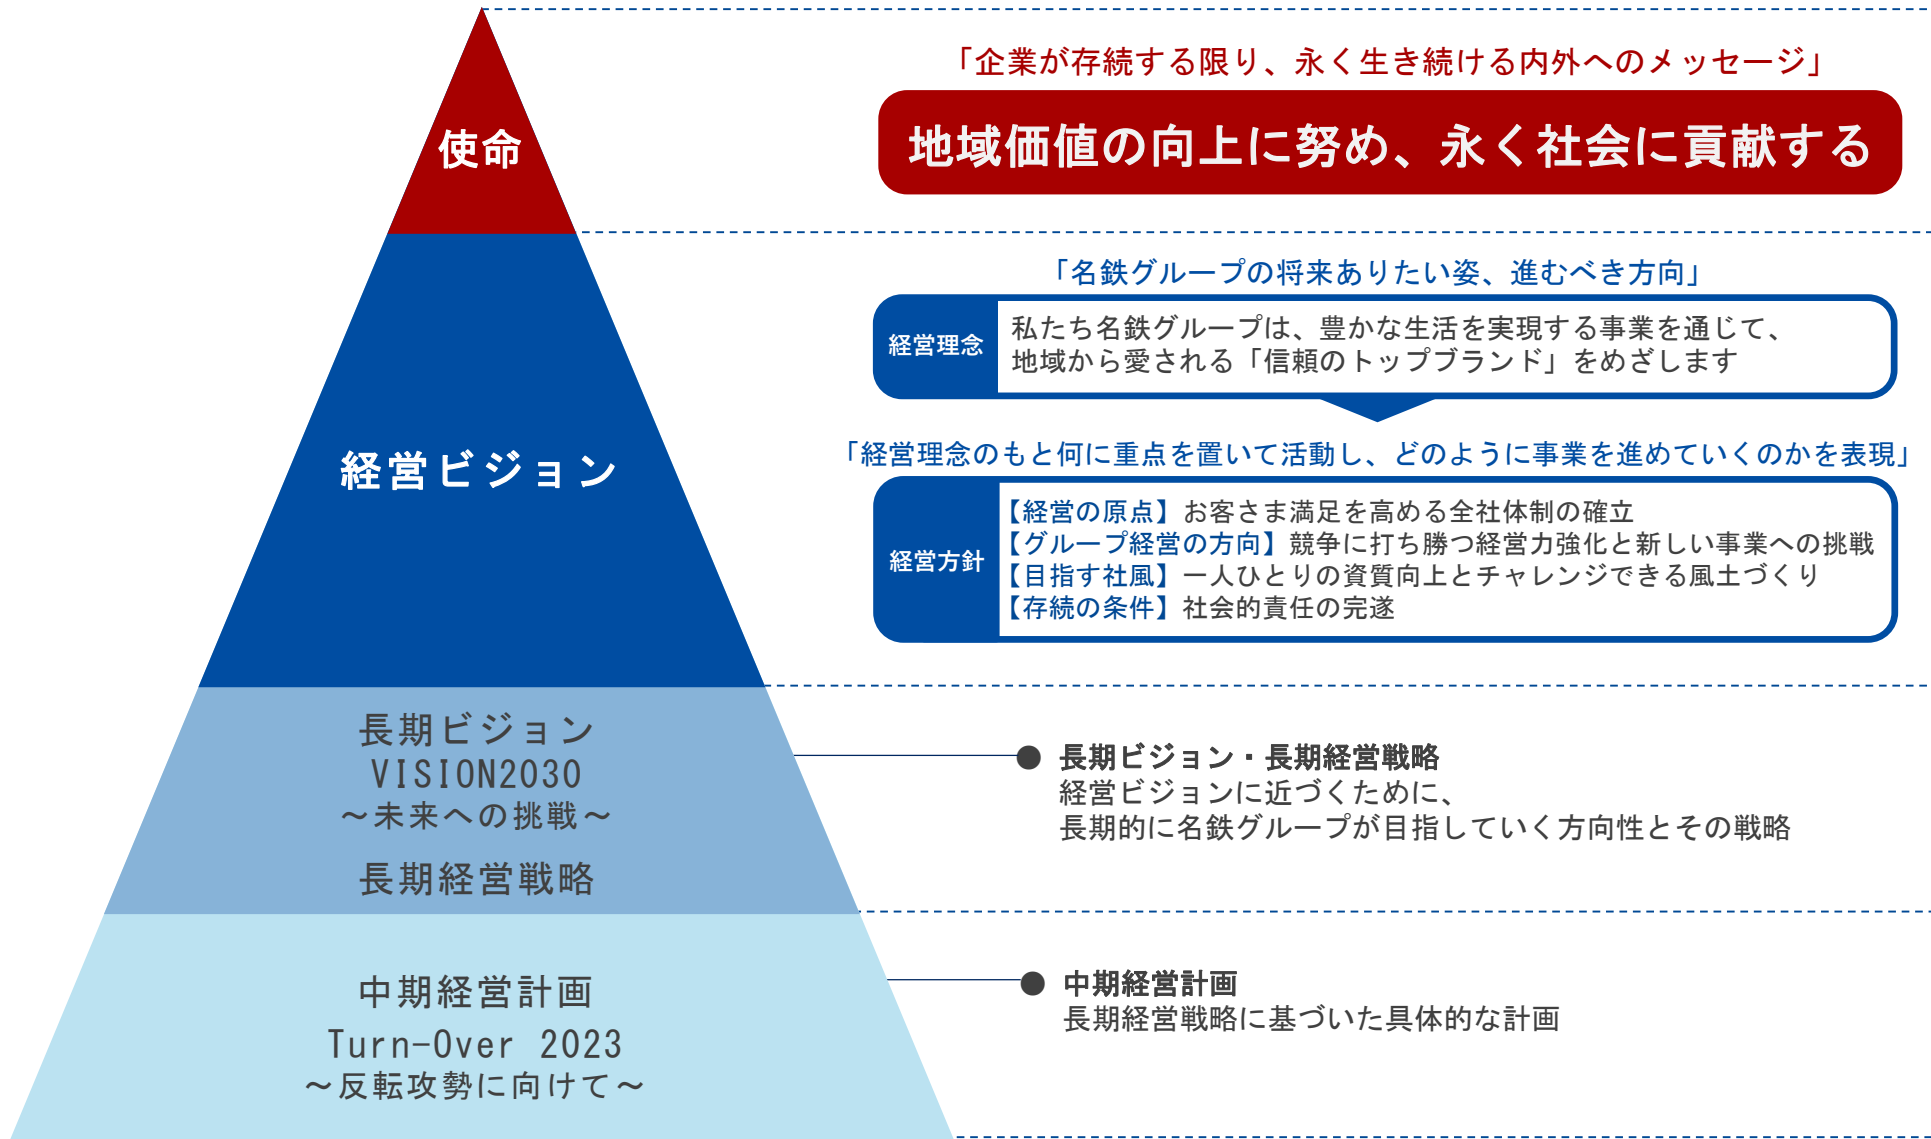 使命
「企業が存続する限り、永く生き続ける内外へのメッセージ」
地域価値の向上に努め、永く社会に貢献する
経営ビジョン
「名鉄グループの将来ありたい姿、進むべき方向」
経営理念
私たち名鉄グループは、豊かな生活を実現する事業を通じて、
地域から愛される「信頼のトップブランド」をめざします
「経営理念のもと何に重点を置いて活動し、どのように事業を進めていくのかを表現」
経営方針
【経営の原点】お客さま満足を高める全社体制の確立
【グループ経営の方向】競争に打ち勝つ経営力強化と新しい事業への挑戦
【目指す社風】一人ひとりの資質向上とチャレンジできる風土づくり
【存続の条件】社会的責任の完遂
長期ビジョン
VISION2030
～未来への挑戦～
長期経営戦略
● 長期ビジョン・長期経営戦略
経営ビジョンに近づくために、
長期的に名鉄グループが目指していく方向性とその戦略
中期経営計画
Turn-Over 2023
～反転攻勢に向けて～
● 中期経営計画
長期経営戦略に基づいた具体的な計画